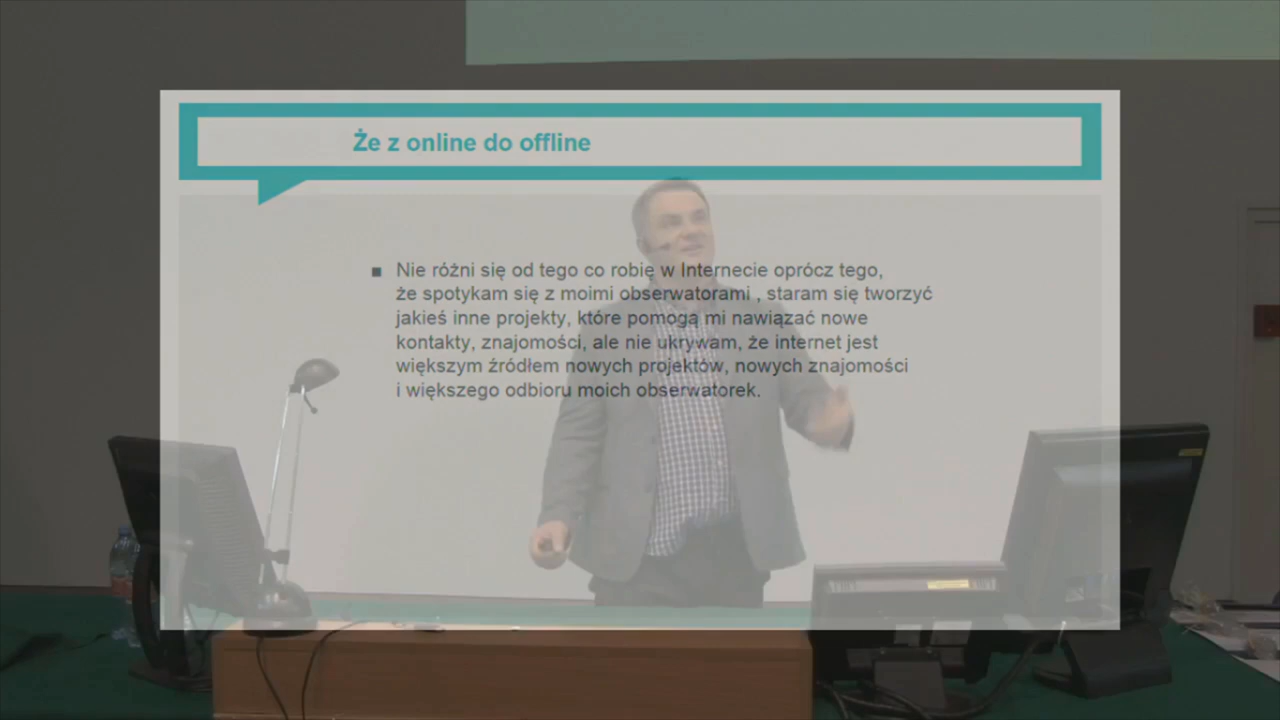 Że z online do offline
Nie różni się od tego co robię w Internecie oprócz tego,
że spotykam się z moimi obserwatorami , staram się tworzyć
jakieś inne projekty, które pomogą mi nawiązać nowe
kontakty, znajomości, ale nie ukrywam, że internet jest
większym źródłem nowych projektów, nowych znajomości
i większego odbioru moich obserwatorek.